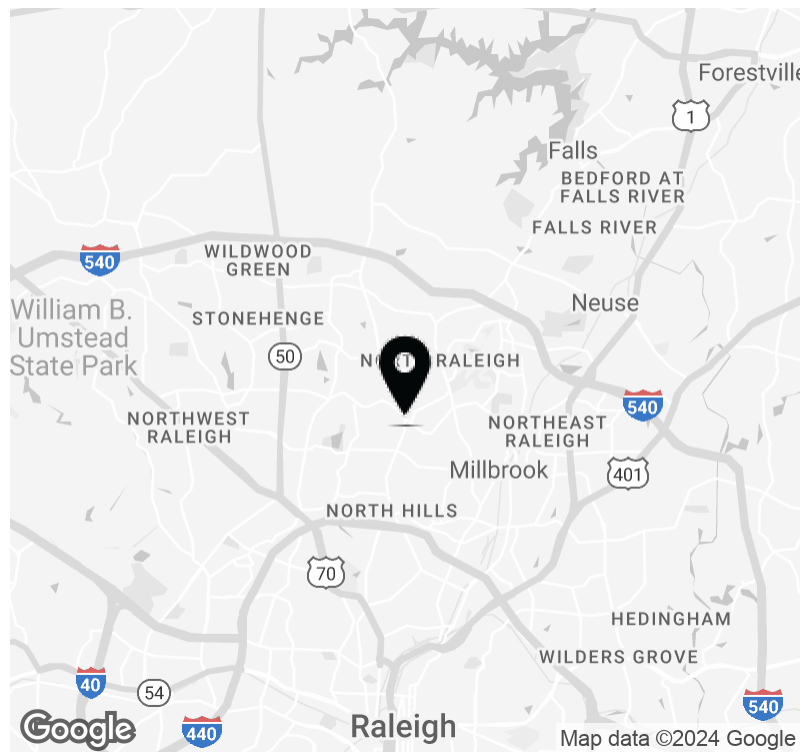 Forestville
1
Falls
BEDFORD AT
FALLS RIVER
FALLS RIVER
540
WILDWOOD
GREEN
William B.
Umstead
State Park
Neuse
STONEHENGE
50
RALEIGH
540
NORTHWEST
RALEIGH
NORTHEAST
RALEIGH
Millbrook
401
NORTH HILLS
70
HEDINGHAM
WILDERS GROVE
40
54
440
540
Raleigh
Google
Map data ©2024 Google